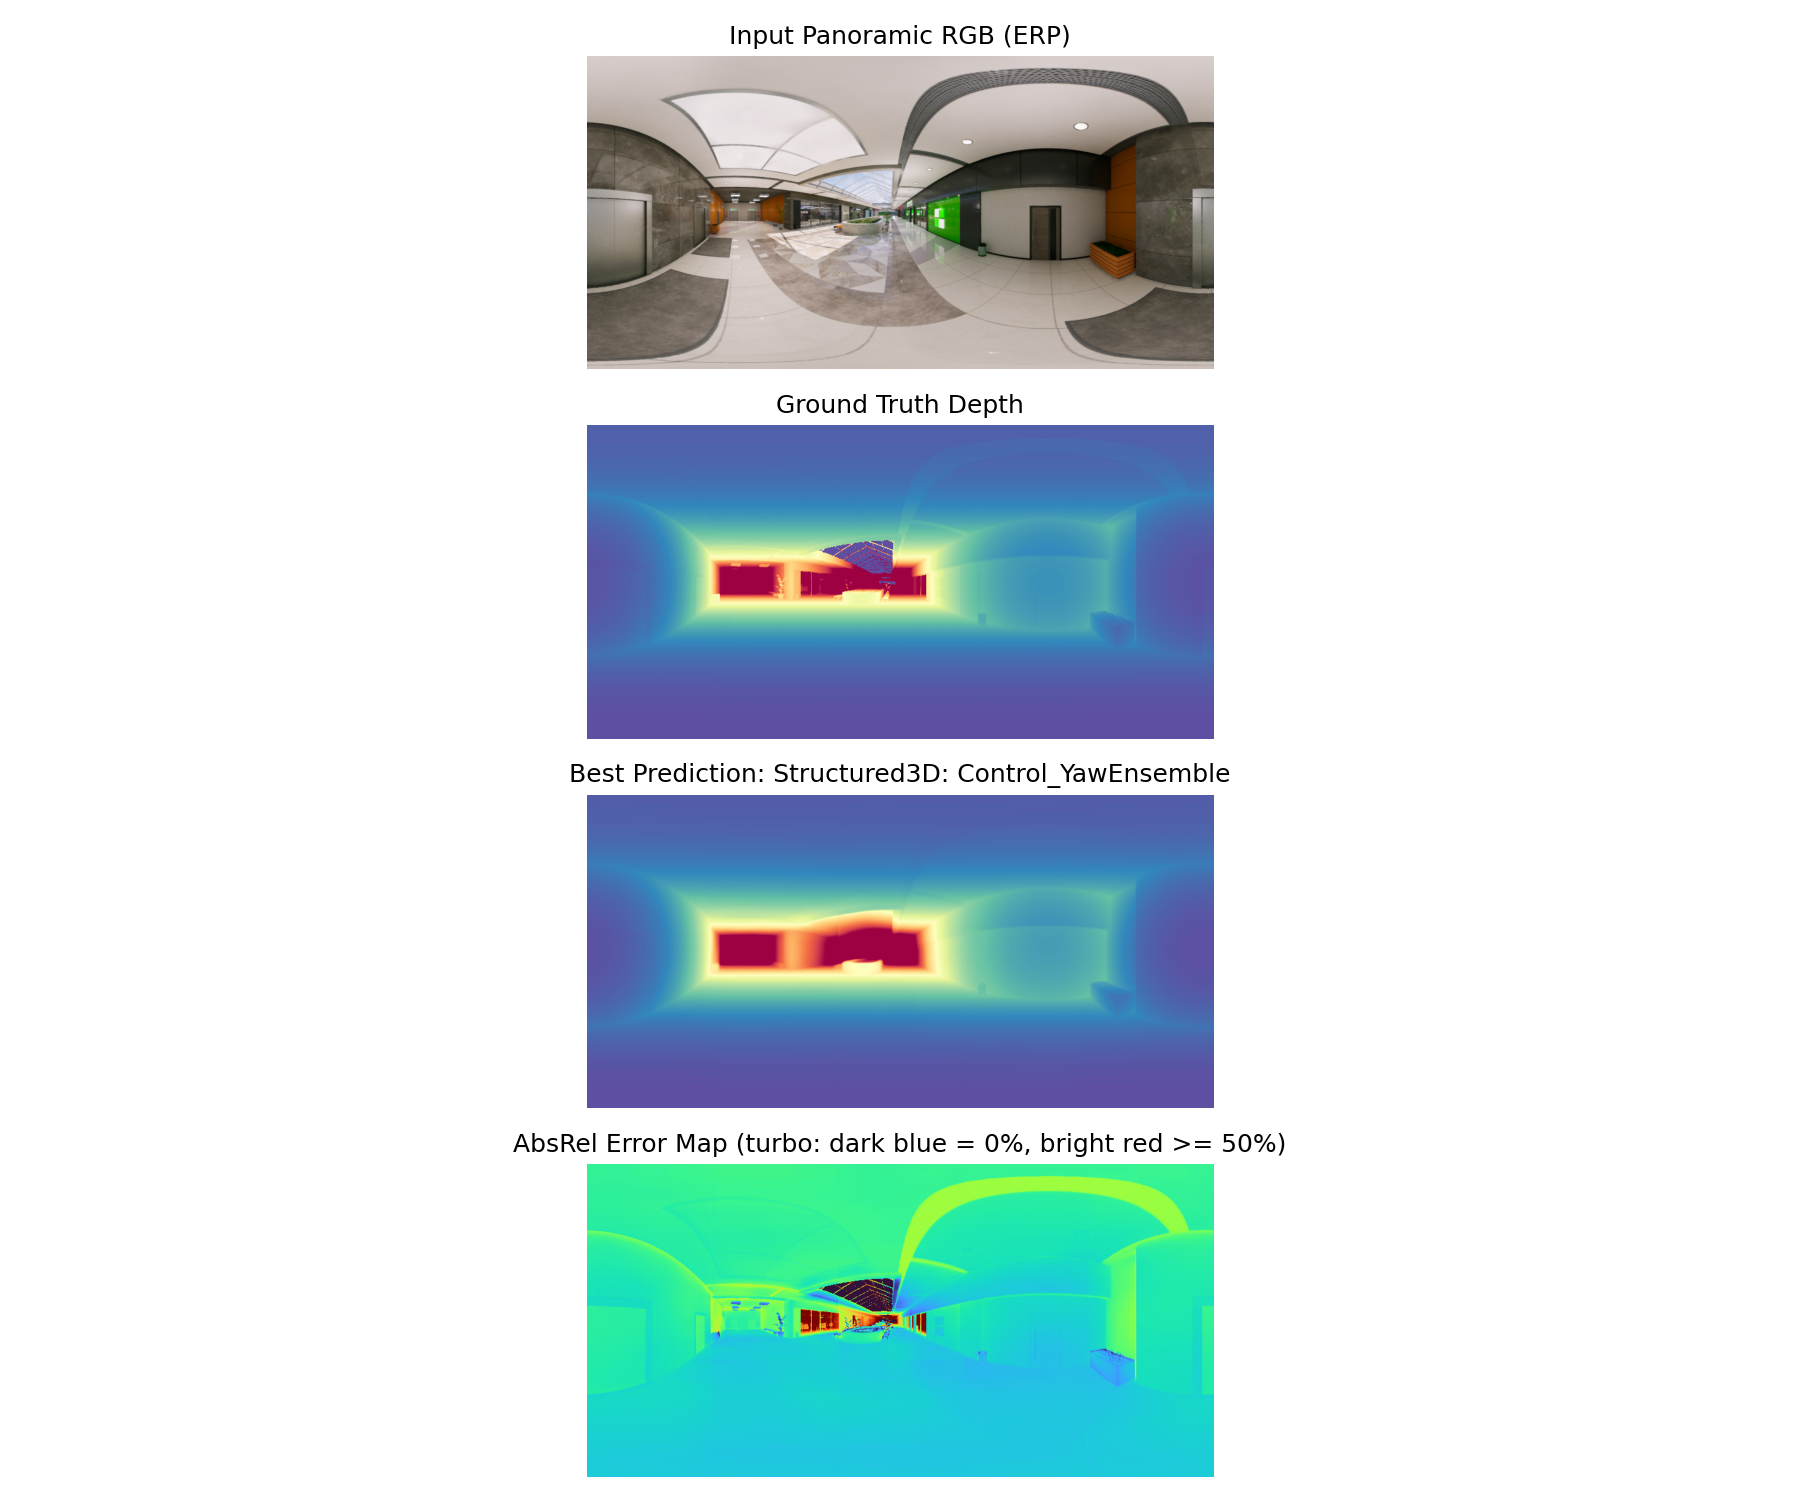 Input Panoramic RGB (ERP)
Ground Truth Depth
Best Prediction: Structured3D: Control_YawEnsemble
AbsRel Error Map (turbo: dark blue = 0%, bright red >= 50%)